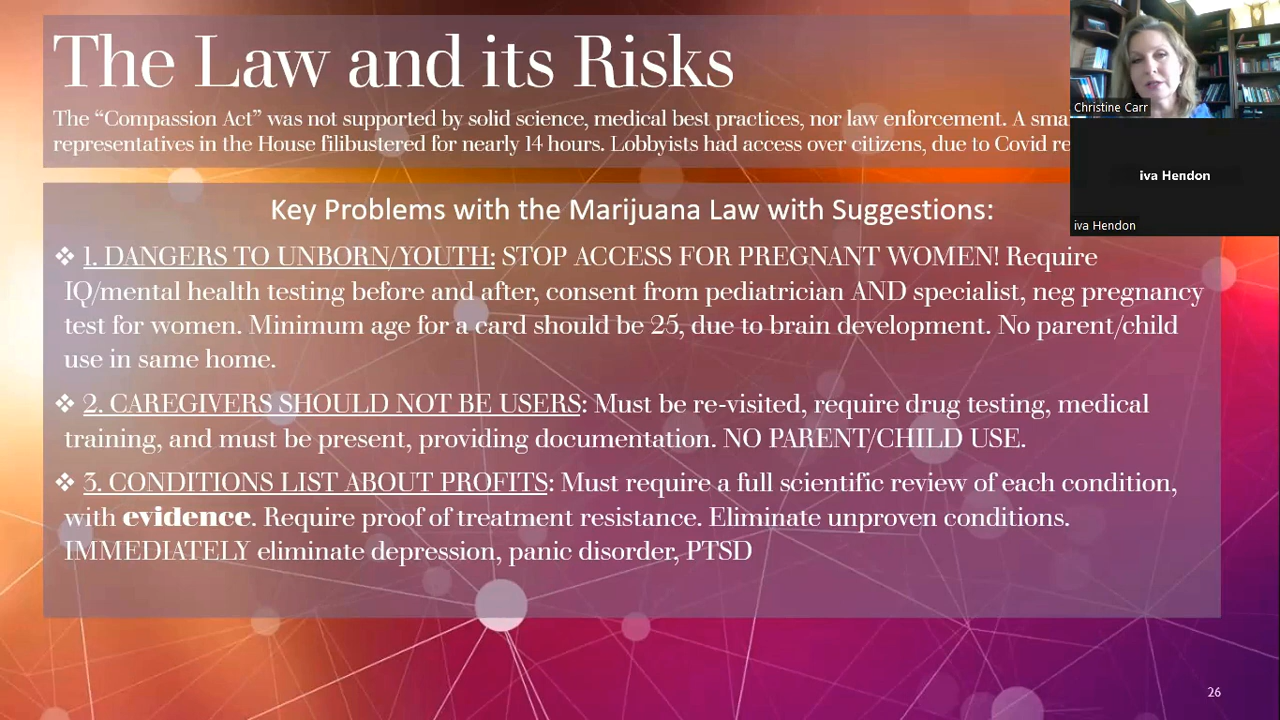 The Law and its Risks
The “Compassion Act” was not supported by solid science, medical best practices, nor law enforcement. A
representatives in the House filibustered for nearly 14 hours. Lobbyists had access over citizens, due to Covid
Christine Carr
iva Hendon
iva Hendon
Key Problems with the Marijuana Law with Suggestions:
❖ 1. DANGERS TO UNBORN/YOUTH: STOP ACCESS FOR PREGNANT WOMEN! Require
IQ/mental health testing before and after, consent from pediatrician AND specialist, neg pregnancy
test for women. Minimum age for a card should be 25, due to brain development. No parent/child
use in same home.
❖ 2. CAREGIVERS SHOULD NOT BE USERS: Must be re-visited, require drug testing, medical
training, and must be present, providing documentation. NO PARENT/CHILD USE.
❖ 3. CONDITIONS LIST ABOUT PROFITS: Must require a full scientific review of each condition,
with evidence. Require proof of treatment resistance. Eliminate unproven conditions.
IMMEDIATELY eliminate depression, panic disorder, PTSD
26